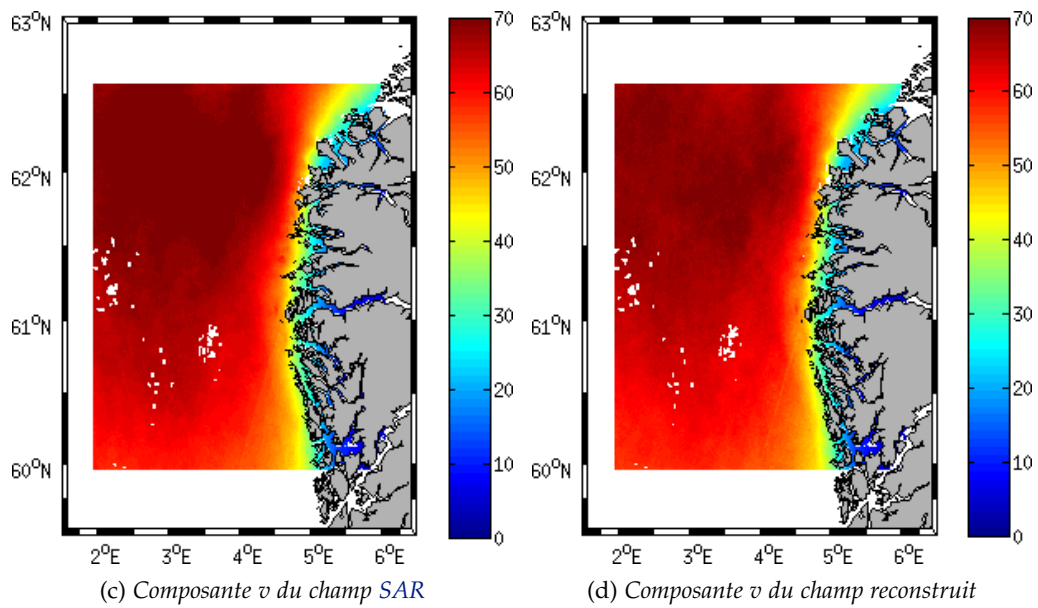 63°N
62°N
61°N
60°N
2°E 3°E 4°E 5°E 6°E
70
60
50
40
30
20
10
0
(c) Composante v du champ SAR
63°N
62°N
61°N
60°N
2°E 3°E 4°E 5°E 6°E
70
60
50
40
30
20
10
0
(d) Composante v du champ reconstruit